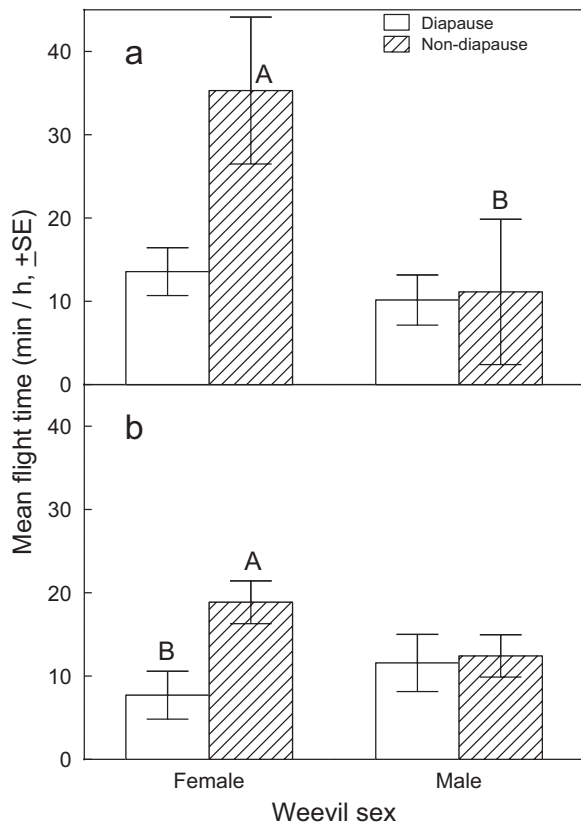 Diapause
Non-diapause
a
40
30
20
10
0
A
B
b
40
30
20
10
0
B
A
Female
Male
Weevil sex
Mean flight time (min / h, ±SE)